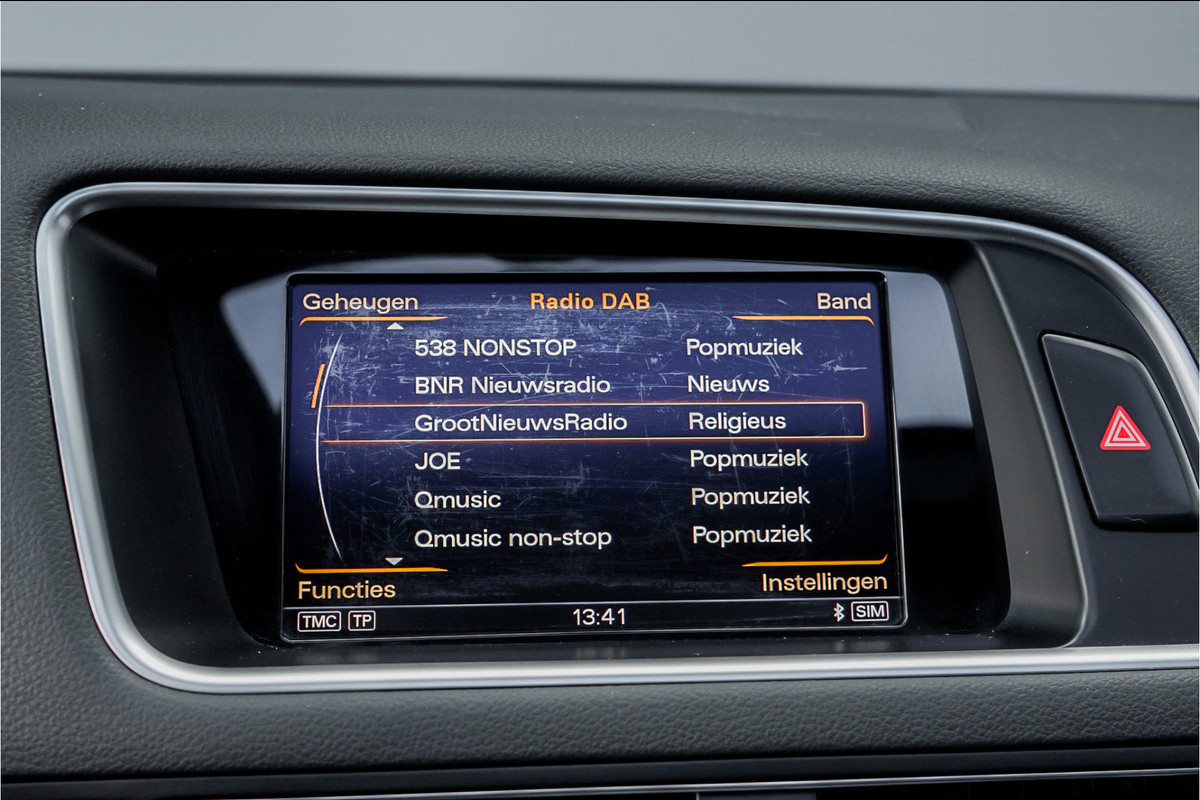 Geheugen Radio DAB Band
538 NONSTOP Popmuziek
BNR Nieuwsradio Nieuws
GrootNieuwsRadio Religieus
JOE Popmuziek
Qmusic Popmuziek
Qmusic non-stop Popmuziek
Functies Instellingen
TMC TP 13:41 SIM